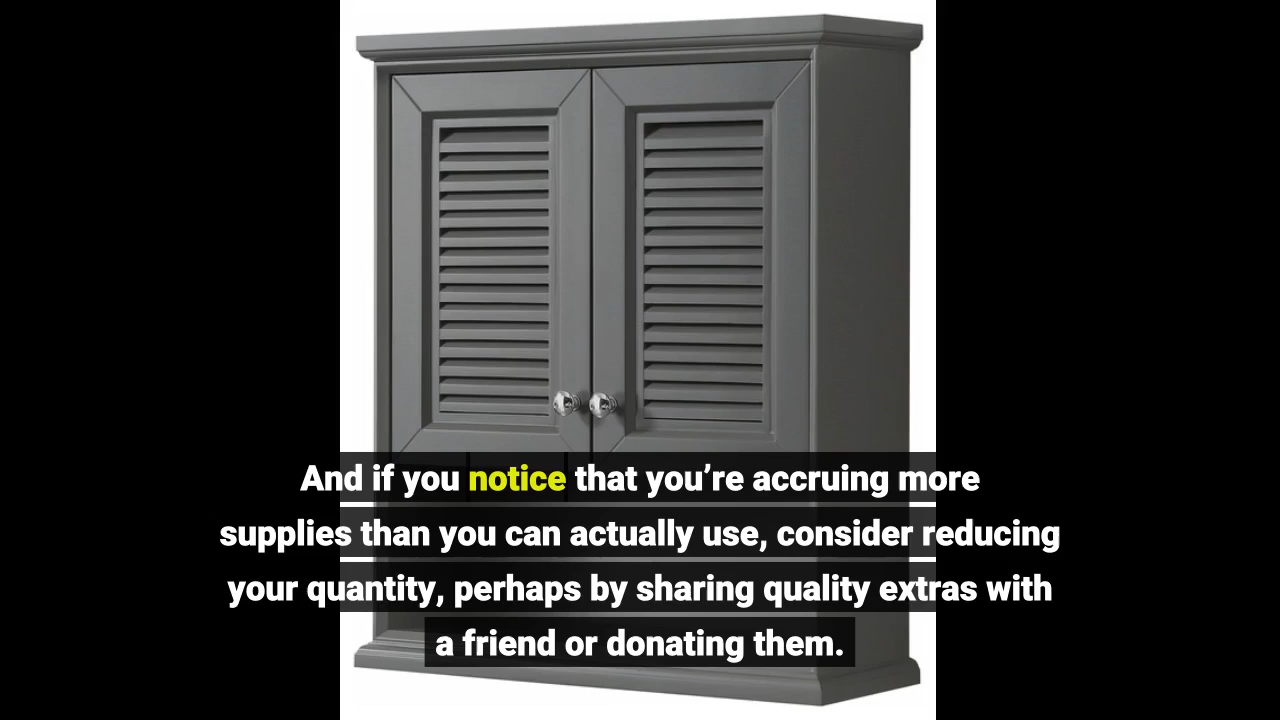 And if you notice that you’re accruing more
supplies than you can actually use, consider reducing
your quantity, perhaps by sharing quality extras with
a friend or donating them.